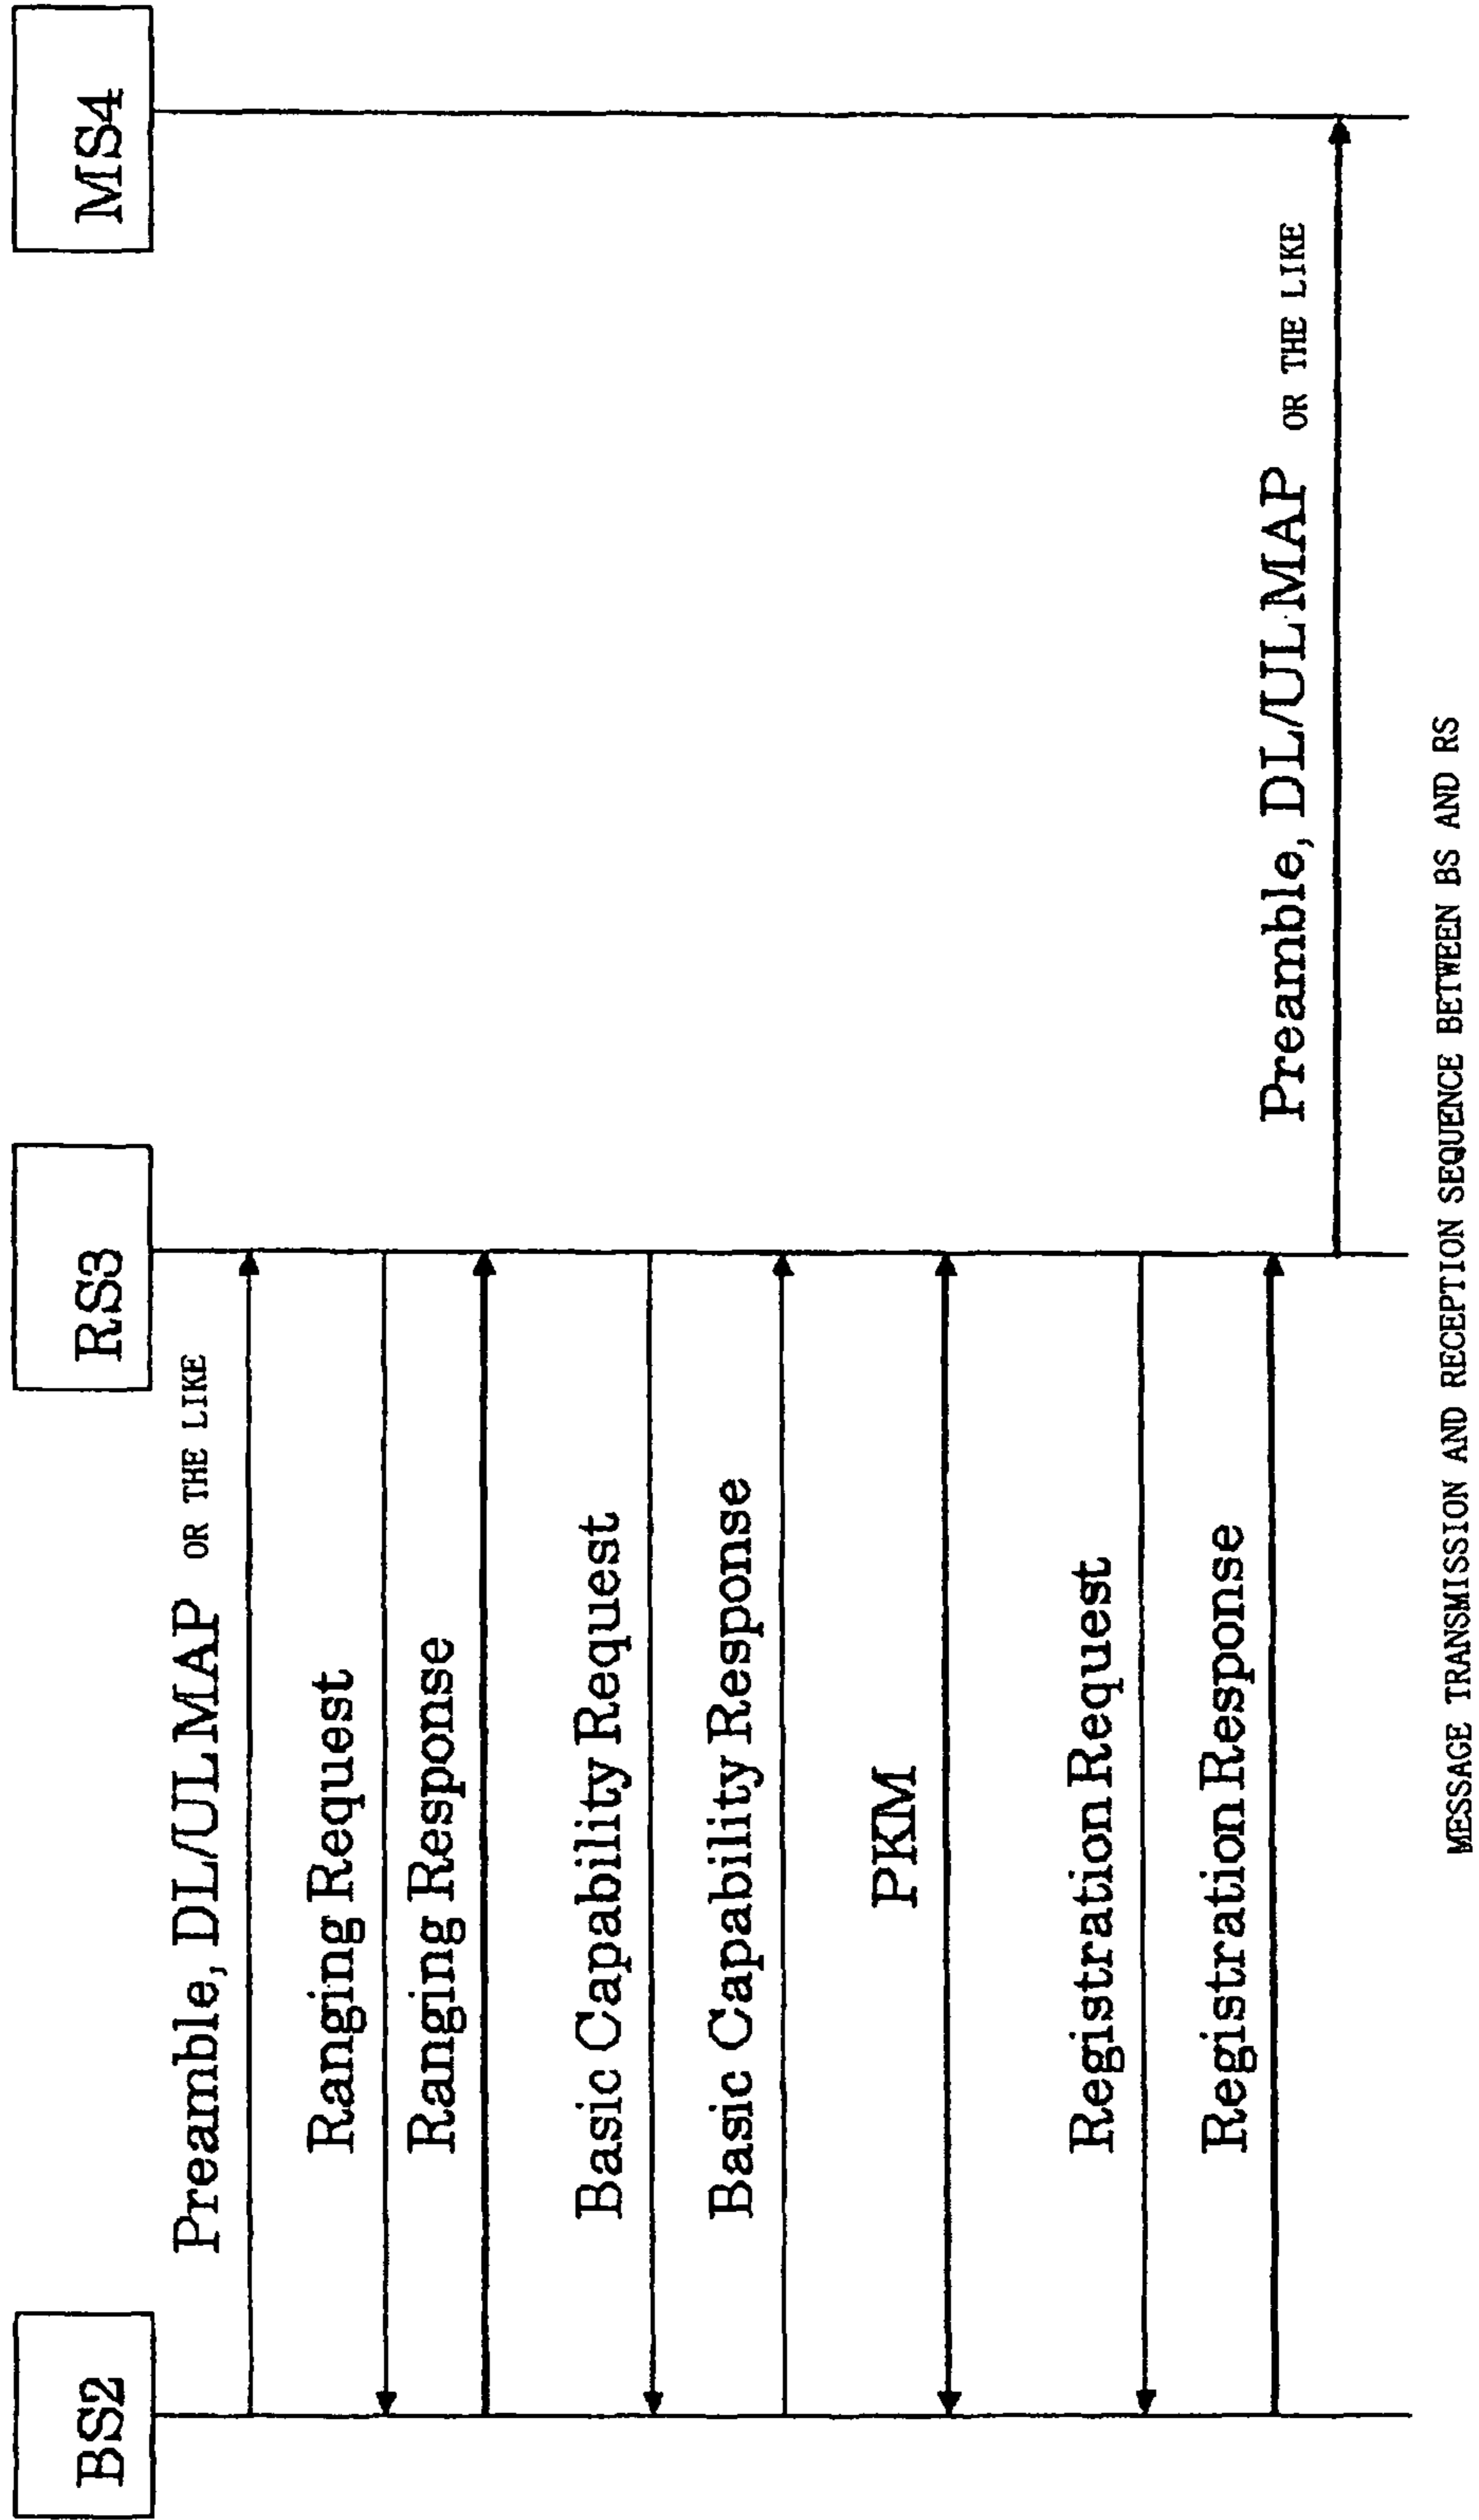 BS2
RS3
MS4
Preamble, DL/UL MAP OR THE LIKE
Ranging Request
Ranging Response
Basic Capability Request
Basic Capability Response
PKM
Registration Request
Registration Response
Preamble, DL/UL MAP OR THE LIKE
MESSAGE TRANSMISSION AND RECEPTION SEQUENCE BETWEEN BS AND RS